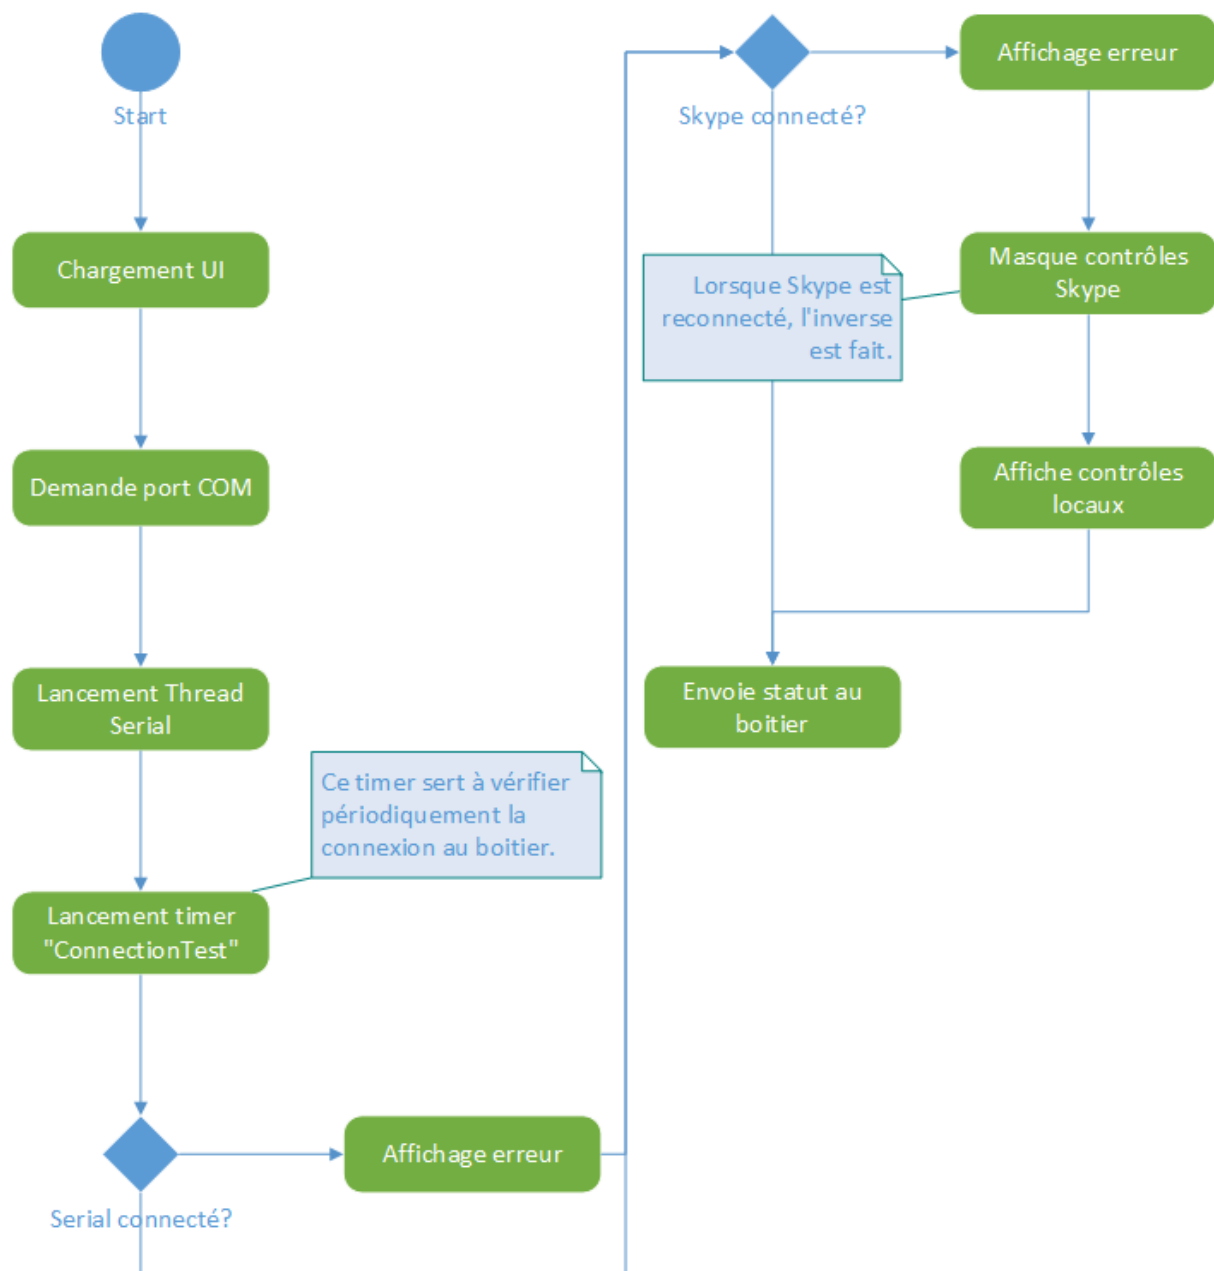 Start
Chargement UI
Demande port COM
Lancement Thread
Serial
Ce timer sert à vérifier
périodiquement la
connexion au boitier.
Lancement timer
"ConnectionTest"
Serial connecté?
Affichage erreur
Skype connecté?
Affichage erreur
Lorsque Skype est
reconnecté, l'inverse
est fait.
Masque contrôles
Skype
Affiche contrôles
locaux
Envoie statut au
boitier